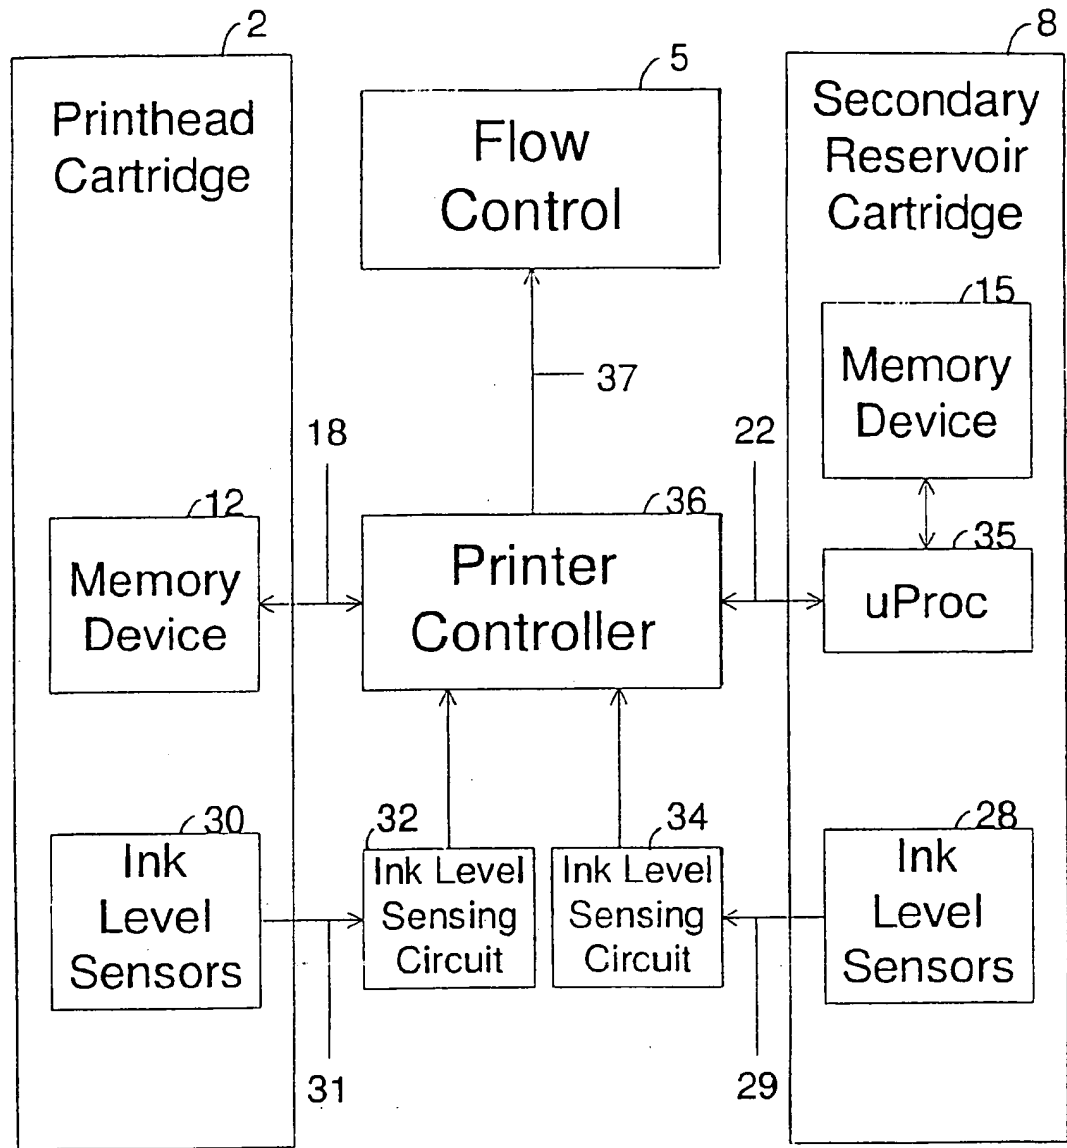 2
8
5
Printhead
Cartridge
Flow
Control
Secondary
Reservoir
Cartridge
15
Memory
Device
37
18
22
12
Memory
Device
36
Printer
Controller
35
uProc
30
Ink
Level
Sensors
32
Ink Level
Sensing
Circuit
34
Ink Level
Sensing
Circuit
28
Ink
Level
Sensors
31
29